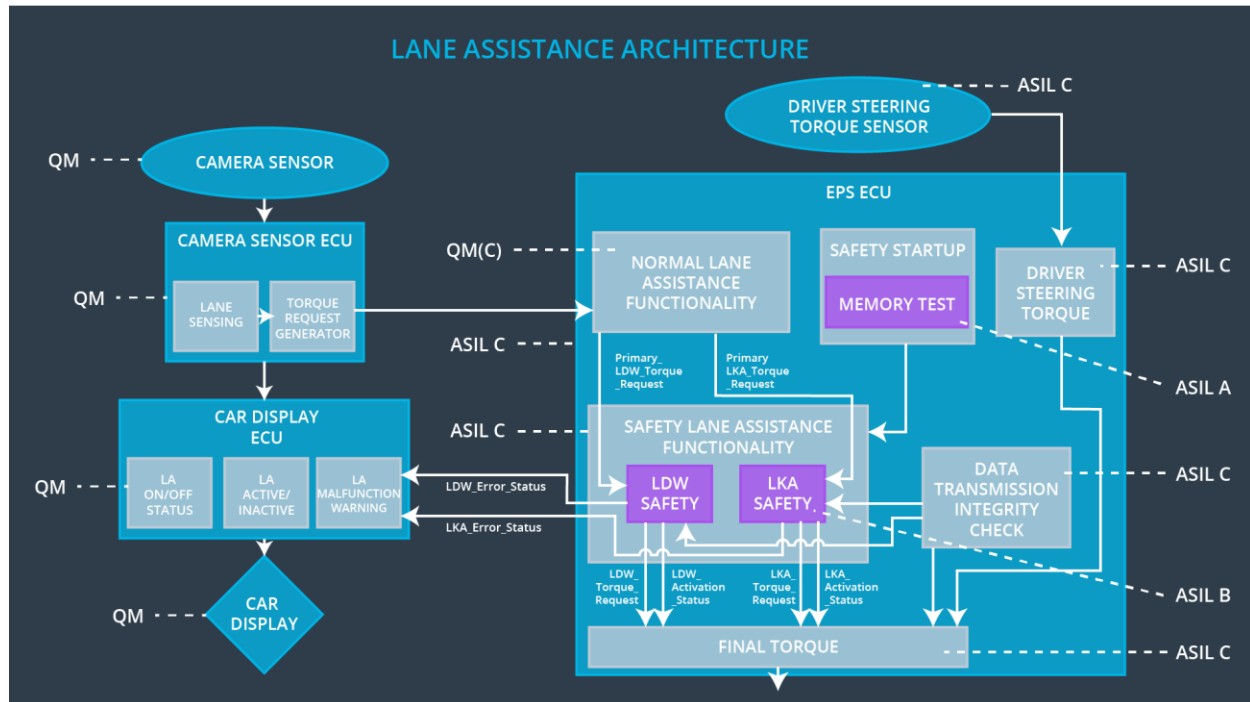 LANE ASSISTANCE ARCHITECTURE
ASIL C
DRIVER STEERING
TORQUE SENSOR
QM
CAMERA SENSOR
EPS ECU
CAMERA SENSOR ECU
QM(C)
NORMAL LANE
ASSISTANCE
FUNCTIONALITY
SAFETY STARTUP
MEMORY TEST
DRIVER
STEERING
TORQUE
ASIL C
QM
LANE
SENSING
TORQUE
REQUEST
GENERATOR
ASIL C
Primary_
LDW_Torque
_Request
Primary
LKA_Torque
_Request
ASIL A
CAR DISPLAY
ECU
ASIL C
SAFETY LANE ASSISTANCE
FUNCTIONALITY
QM
LA
ON/OFF
STATUS
LA
ACTIVE/
INACTIVE
LA
MALFUNCTION
WARNING
LDW_Error_Status
LKA_Error_Status
LDW
SAFETY
LKA
SAFETY
DATA
TRANSMISSION
INTEGRITY
CHECK
ASIL C
LDW_
Torque_
Request
LDW_
Activation
_Status
LKA_
Torque_
Request
LKA_
Activation
_Status
ASIL B
QM
CAR
DISPLAY
FINAL TORQUE
ASIL C